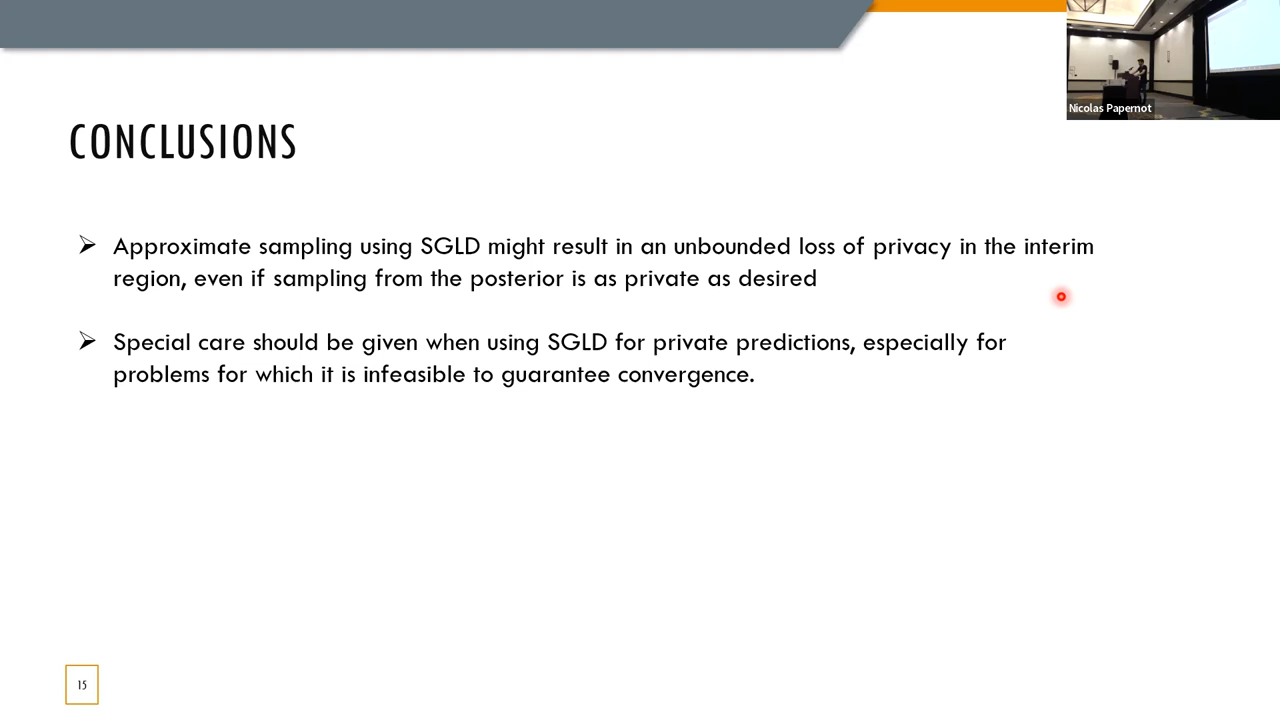 Nicolas Papernot
CONCLUSIONS
Approximate sampling using SGLD might result in an unbounded loss of privacy in the interim
region, even if sampling from the posterior is as private as desired
Special care should be given when using SGLD for private predictions, especially for
problems for which it is infeasible to guarantee convergence.
15